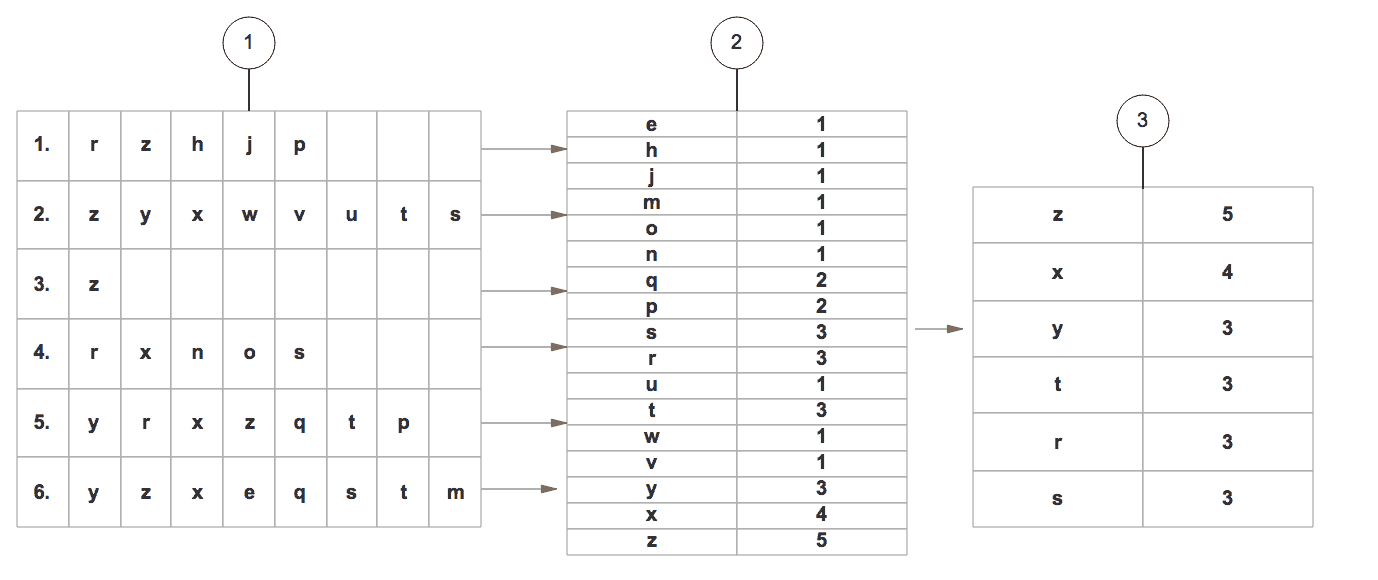 1
2
3
1. r z h j p
2. z y x w v u t s
3. z
4. r x n o s
5. y r x z q t p
6. y z x e q s t m
e 1
h 1
j 1
m 1
o 1
n 1
q 2
p 2
s 3
r 3
u 1
t 3
w 1
v 1
y 3
x 4
z 5
z 5
x 4
y 3
t 3
r 3
s 3